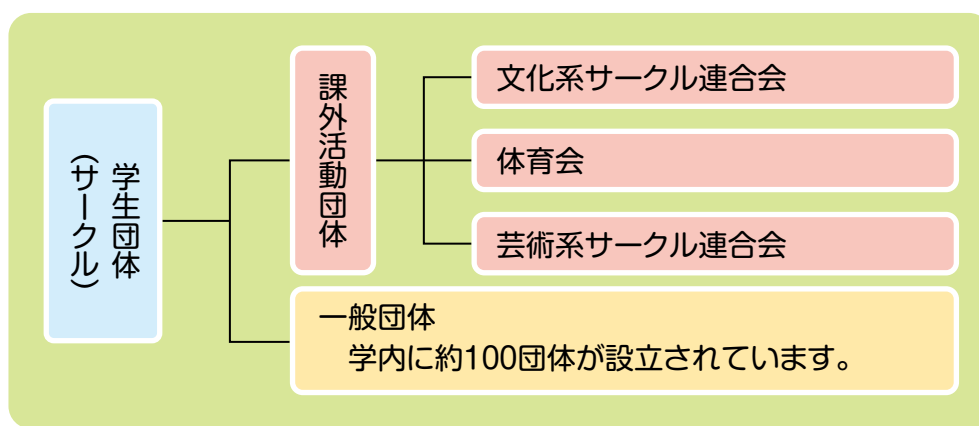 学生団体
（サークル）
課外活動団体
文化系サークル連合会
体育会
芸術系サークル連合会
一般団体
学内に約100団体が設立されています。